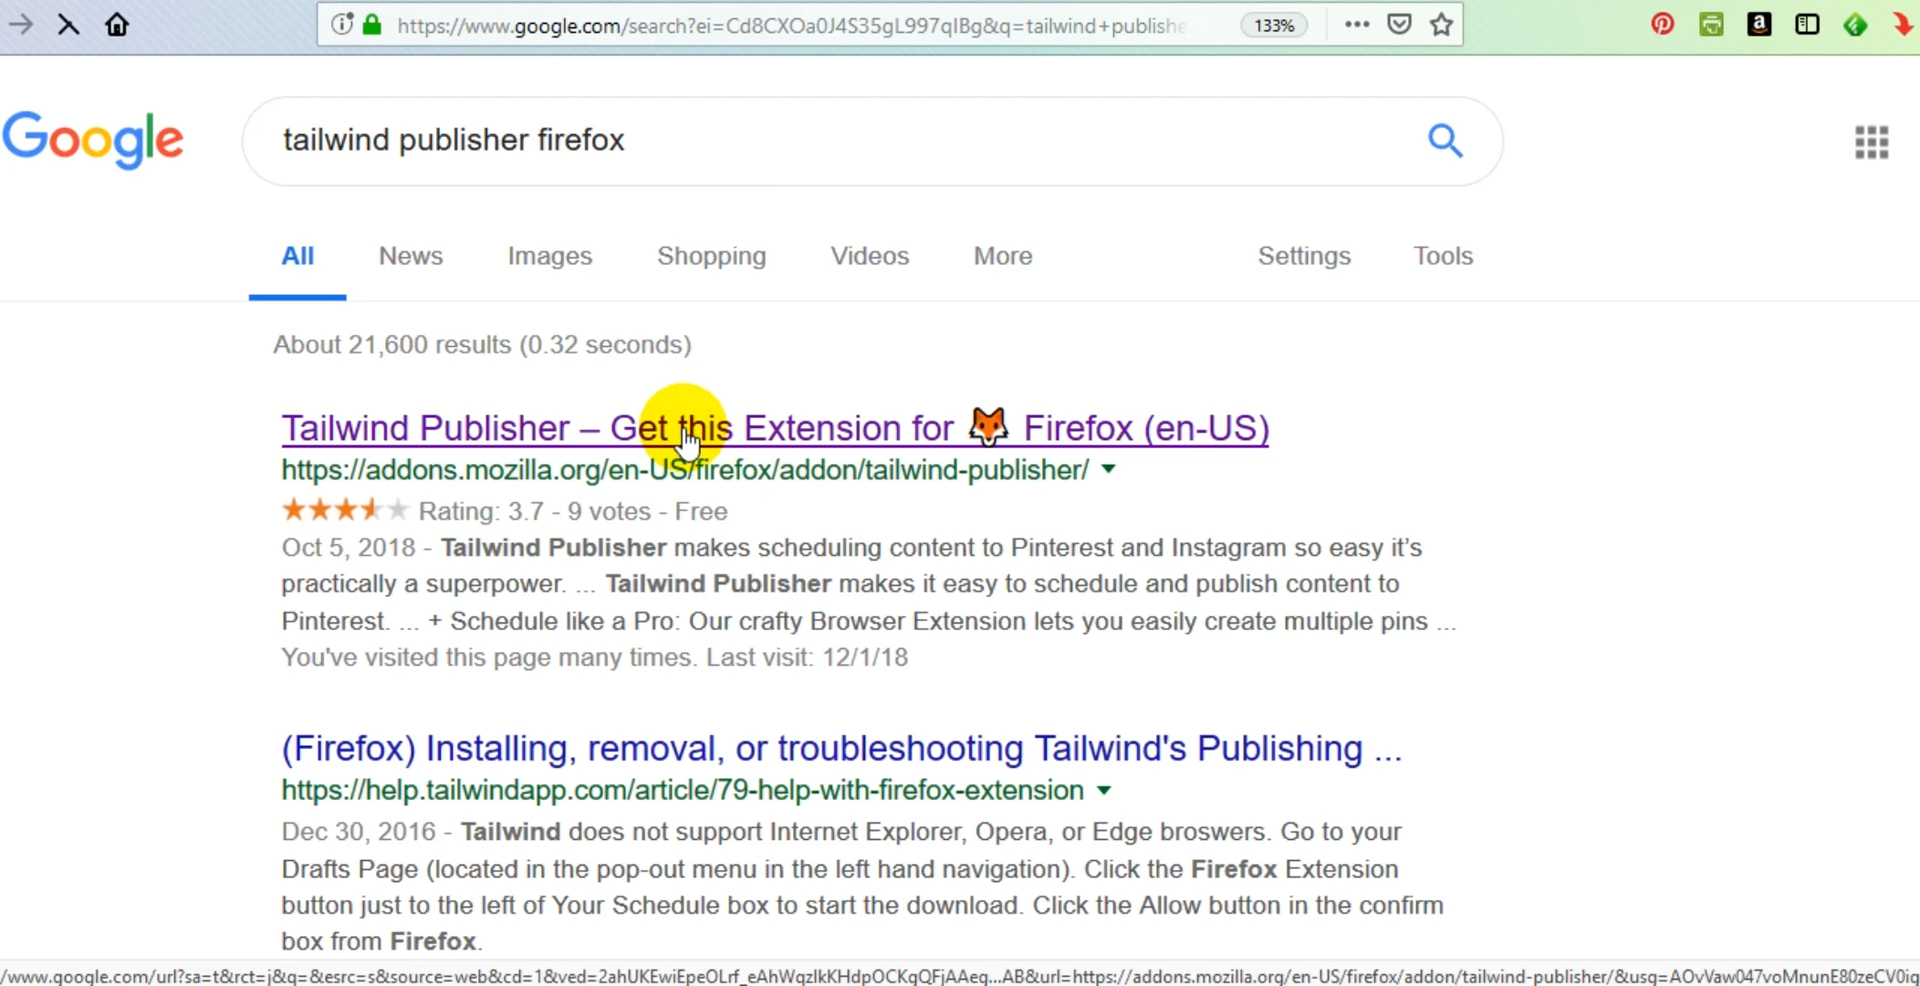 https://www.google.com/search?ei=Cd8CXOa0J4S35gL997qIBg&q=tailwind+publishe
133%
Google
tailwind publisher firefox
All News Images Shopping Videos More Settings Tools
About 21,600 results (0.32 seconds)
Tailwind Publisher – Get this Extension for 🦊 Firefox (en-US)
https://addons.mozilla.org/en-US/firefox/addon/tailwind-publisher/
Rating: 3.7 - 9 votes - Free
Oct 5, 2018 - Tailwind Publisher makes scheduling content to Pinterest and Instagram so easy it's
practically a superpower. ... Tailwind Publisher makes it easy to schedule and publish content to
Pinterest. ... + Schedule like a Pro: Our crafty Browser Extension lets you easily create multiple pins ...
You've visited this page many times. Last visit: 12/1/18
(Firefox) Installing, removal, or troubleshooting Tailwind's Publishing ...
https://help.tailwindapp.com/article/79-help-with-firefox-extension
Dec 30, 2016 - Tailwind does not support Internet Explorer, Opera, or Edge broswers. Go to your
Drafts Page (located in the pop-out menu in the left hand navigation). Click the Firefox Extension
button just to the left of Your Schedule box to start the download. Click the Allow button in the confirm
box from Firefox.
/www.google.com/url?sa=t&rct=j&q=&esrc=s&source=web&cd=1&ved=2ahUKEwiEpeOLrf_eAhWqzlkKHdpOCKgQFjAAeg...AB&url=https://addons.mozilla.org/en-US/firefox/addon/tailwind-publisher/&usg=AOvVaw047voMnunE80zeCV0ig